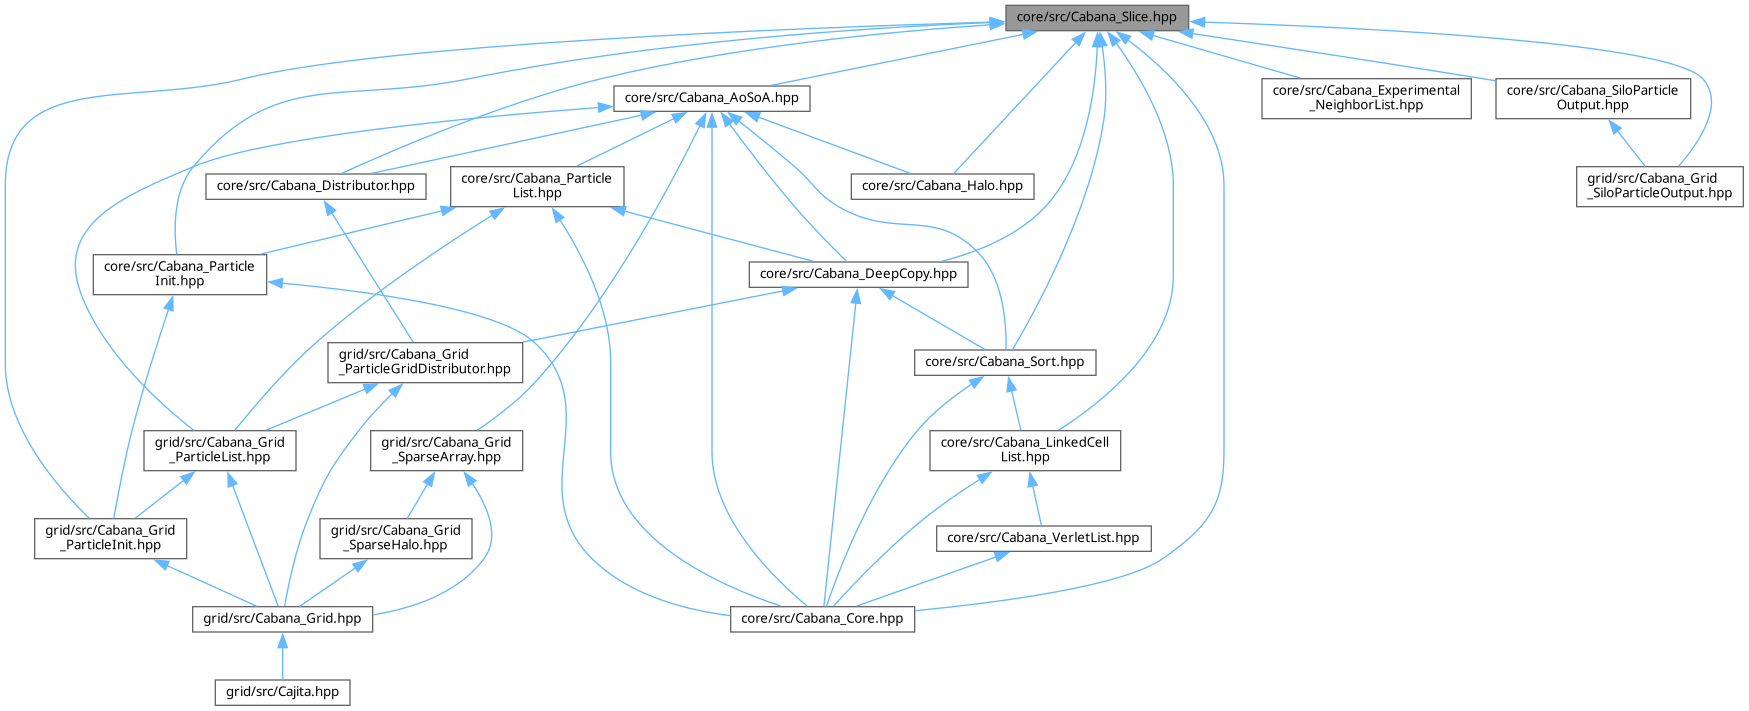 core/src/Cabana_Slice.hpp
core/src/Cabana_AoSoA.hpp
core/src/Cabana_Experimental
_NeighborList.hpp
core/src/Cabana_SiloParticle
Output.hpp
core/src/Cabana_Distributor.hpp
core/src/Cabana_Particle
List.hpp
core/src/Cabana_Halo.hpp
grid/src/Cabana_Grid
_SiloParticleOutput.hpp
core/src/Cabana_Particle
Init.hpp
core/src/Cabana_DeepCopy.hpp
grid/src/Cabana_Grid
_ParticleGridDistributor.hpp
core/src/Cabana_Sort.hpp
grid/src/Cabana_Grid
_ParticleList.hpp
grid/src/Cabana_Grid
_SparseArray.hpp
core/src/Cabana_LinkedCell
List.hpp
grid/src/Cabana_Grid
_ParticleInit.hpp
grid/src/Cabana_Grid
_SparseHalo.hpp
core/src/Cabana_VerletList.hpp
grid/src/Cabana_Grid.hpp
core/src/Cabana_Core.hpp
grid/src/Cajita.hpp